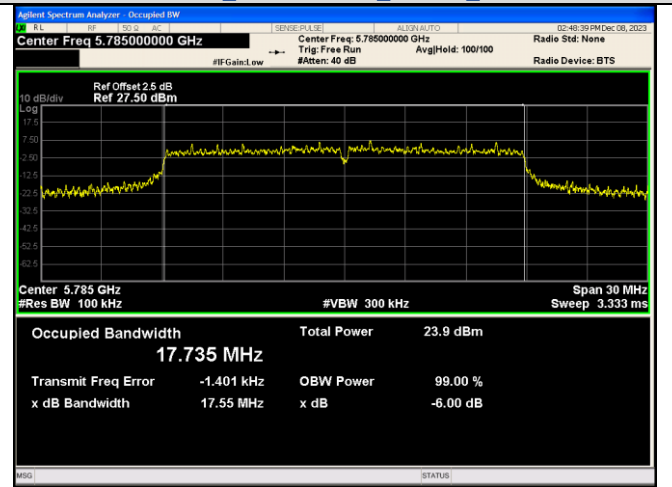 Agilent Spectrum Analyzer - Occupied BW
RL RF 50 Ω AC SENSE:PULSE ALIGN AUTO 02:48:39 PM Dec 08, 2023
Center Freq 5.785000000 GHz Center Freq: 5.785000000 GHz Radio Std: None
Trig: Free Run Avg|Hold: 100/100
#IFGain:Low #Atten: 40 dB Radio Device: BTS
Ref Offset 2.5 dB
10 dB/div Ref 27.50 dBm
Log
17.5
7.50
-2.50
-12.5
-22.5
-32.5
-42.5
-52.5
-62.5
Center 5.785 GHz Span 30 MHz
#Res BW 100 kHz #VBW 300 kHz Sweep 3.333 ms
Occupied Bandwidth Total Power 23.9 dBm
17.735 MHz
Transmit Freq Error -1.401 kHz OBW Power 99.00 %
x dB Bandwidth 17.55 MHz x dB -6.00 dB
MSG STATUS